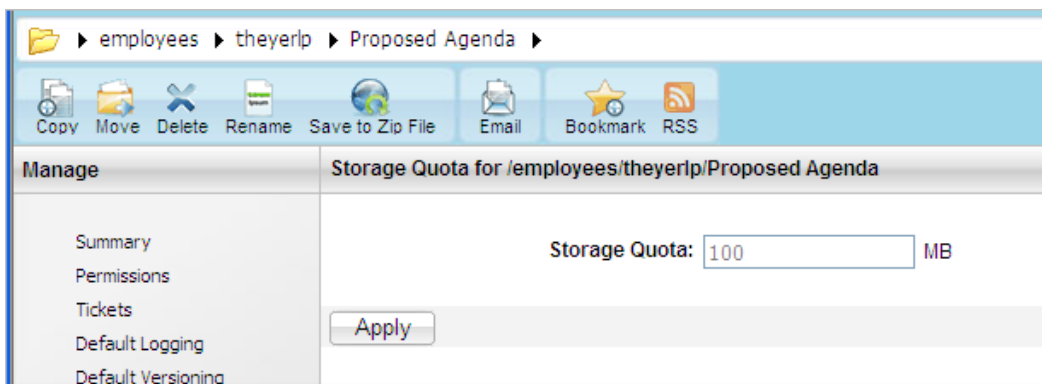 employees theyerlp Proposed Agenda
Copy Move Delete Rename Save to Zip File Email Bookmark RSS
Manage
Storage Quota for /employees/theyerlp/Proposed Agenda
Summary
Permissions
Tickets
Default Logging
Default Versioning
Storage Quota: 100 MB
Apply